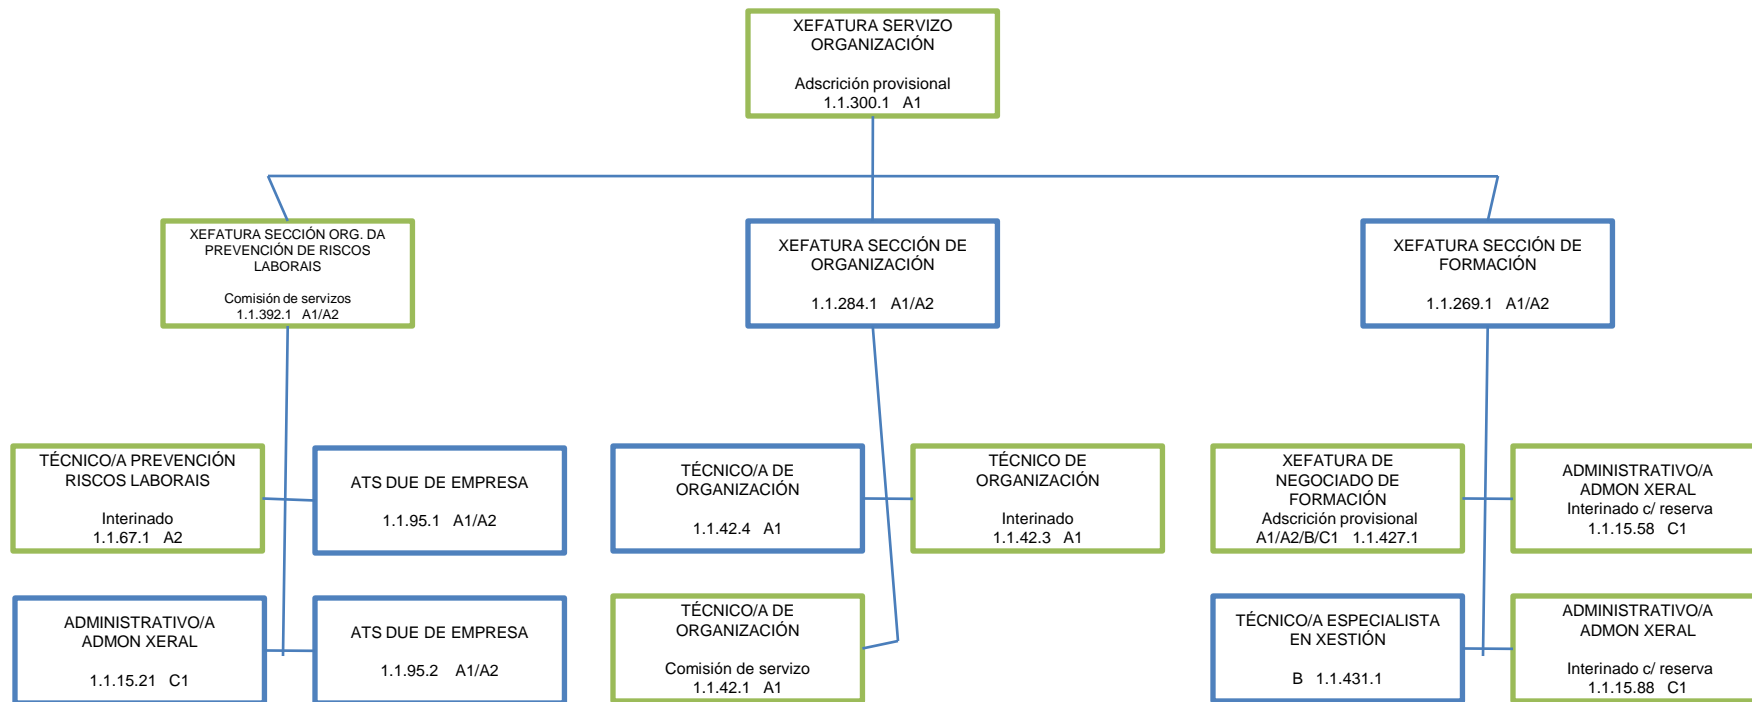 XEFATURA SERVIZO
ORGANIZACIÓN
Adscrición provisional
1.1.300.1 A1
XEFATURA SECCIÓN ORG. DA
PREVENCIÓN DE RISCOS
LABORAIS
Comisión de servizos
1.1.392.1 A1/A2
XEFATURA SECCIÓN DE
ORGANIZACIÓN
1.1.284.1 A1/A2
XEFATURA SECCIÓN DE
FORMACIÓN
1.1.269.1 A1/A2
TÉCNICO/A PREVENCIÓN
RISCOS LABORAIS
Interinado
1.1.67.1 A2
ATS DUE DE EMPRESA
1.1.95.1 A1/A2
TÉCNICO/A DE
ORGANIZACIÓN
1.1.42.4 A1
TÉCNICO DE
ORGANIZACIÓN
Interinado
1.1.42.3 A1
XEFATURA DE
NEGOCIADO DE
FORMACIÓN
Adscrición provisional
A1/A2/B/C1 1.1.427.1
ADMINISTRATIVO/A
ADMON XERAL
Interinado c/ reserva
1.1.15.58 C1
ADMINISTRATIVO/A
ADMON XERAL
1.1.15.21 C1
ATS DUE DE EMPRESA
1.1.95.2 A1/A2
TÉCNICO/A DE
ORGANIZACIÓN
Comisión de servizo
1.1.42.1 A1
TÉCNICO/A ESPECIALISTA
EN XESTIÓN
B 1.1.431.1
ADMINISTRATIVO/A
ADMON XERAL
Interinado c/ reserva
1.1.15.88 C1